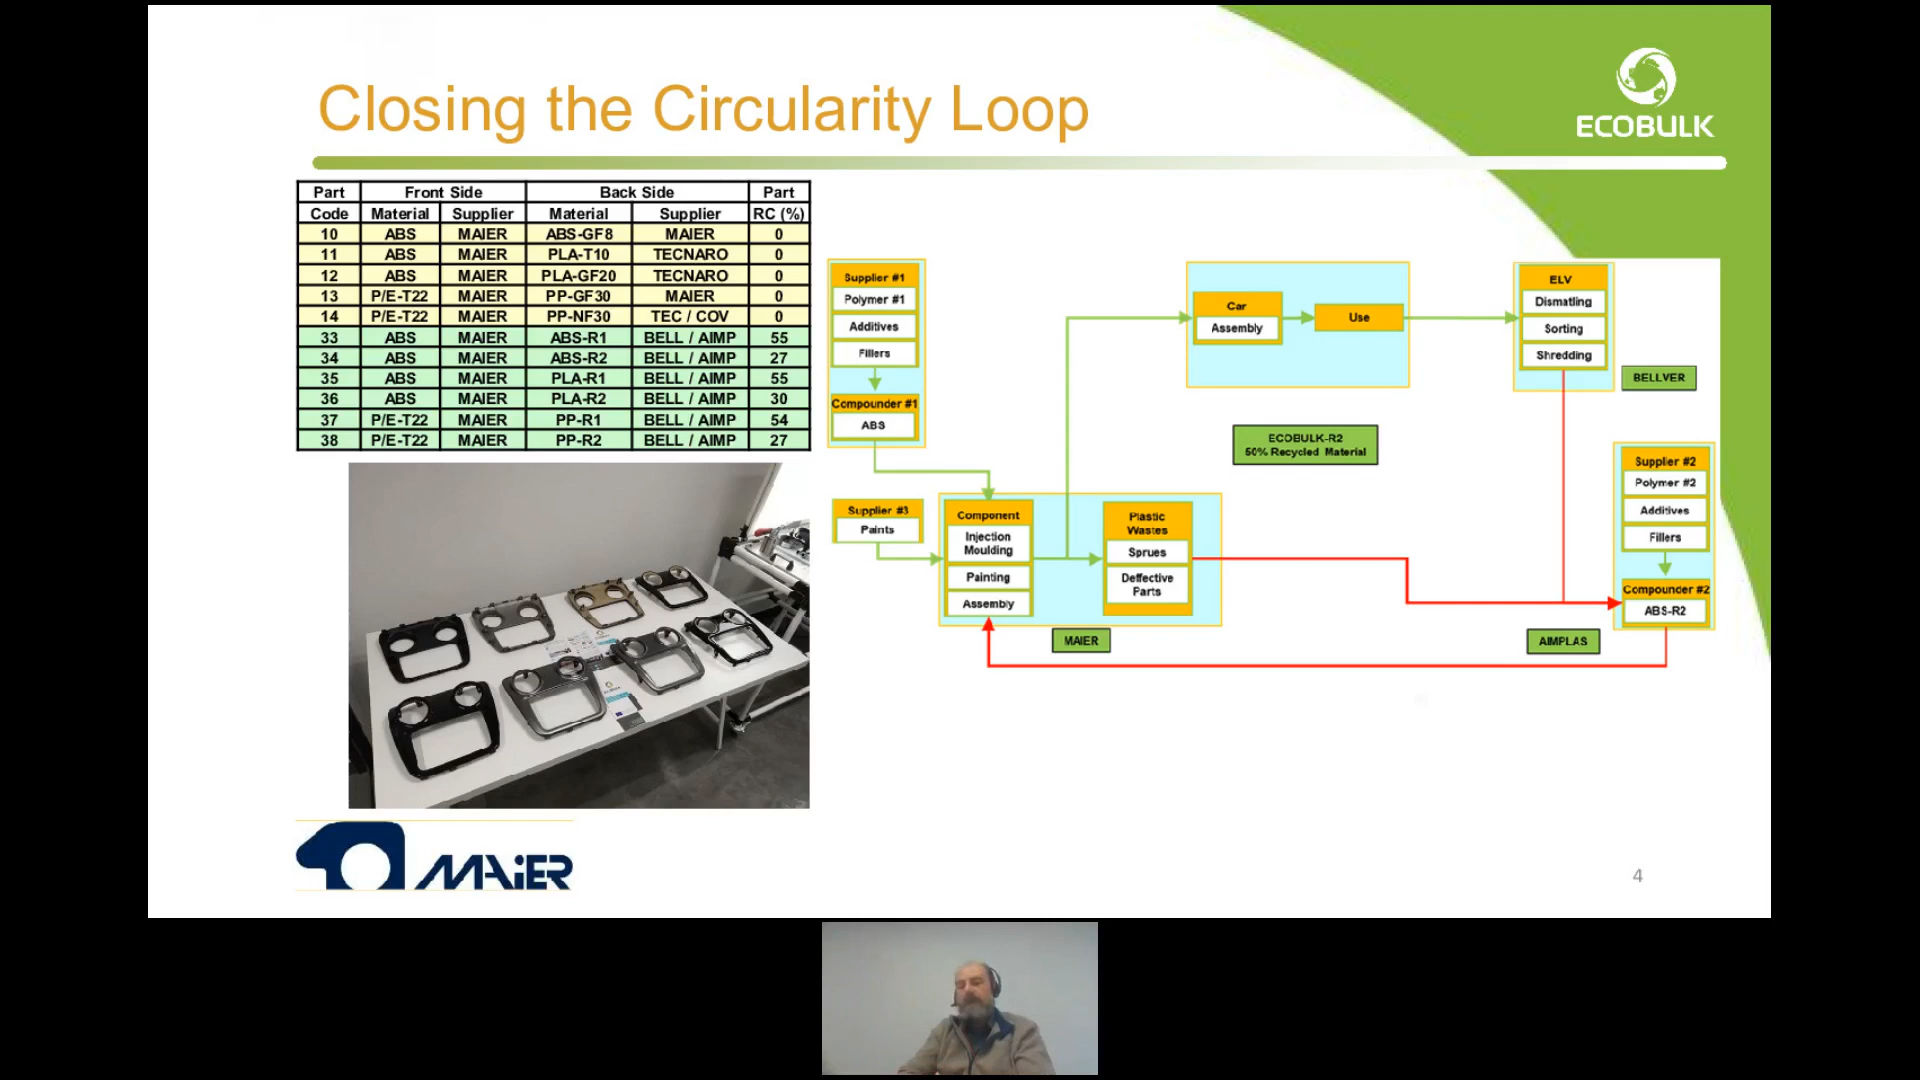 Closing the Circularity Loop
ECOBULK
Part Front Side Back Side Part
Code Material Supplier Material Supplier RC (%)
10 ABS MAIER ABS-GF8 MAIER 0
11 ABS MAIER PLA-T10 TECNARO 0
12 ABS MAIER PLA-GF20 TECNARO 0
13 P/E-T22 MAIER PP-GF30 MAIER 0
14 P/E-T22 MAIER PP-NF30 TEC / COV 0
33 ABS MAIER ABS-R1 BELL / AIMP 55
34 ABS MAIER ABS-R2 BELL / AIMP 27
35 ABS MAIER PLA-R1 BELL / AIMP 55
36 ABS MAIER PLA-R2 BELL / AIMP 30
37 P/E-T22 MAIER PP-R1 BELL / AIMP 54
38 P/E-T22 MAIER PP-R2 BELL / AIMP 27
Supplier #1
Polymer #1
Additives
Fillers
Compounder #1
ABS
Supplier #3
Paints
Component
Injection
Moulding
Painting
Assembly
Plastic
Wastes
Sprues
Deffective
Parts
MAIER
Car
Assembly
Use
ECOBULK-R2
50% Recycled Material
ELV
Dismatling
Sorting
Shredding
BELLVER
Supplier #2
Polymer #2
Additives
Fillers
Compounder #2
ABS-R2
AIMPLAS
MAIER
4